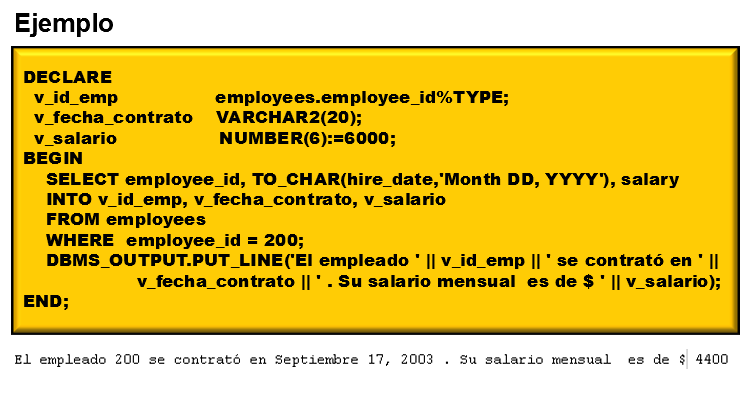 Ejemplo
DECLARE
v_id_emp employees.employee_id%TYPE;
v_fecha_contrato VARCHAR2(20);
v_salario NUMBER(6):=6000;
BEGIN
SELECT employee_id, TO_CHAR(hire_date,'Month DD, YYYY'), salary
INTO v_id_emp, v_fecha_contrato, v_salario
FROM employees
WHERE employee_id = 200;
DBMS_OUTPUT.PUT_LINE('El empleado ' || v_id_emp || ' se contrató en ' ||
v_fecha_contrato || ' . Su salario mensual  es de $ ' || v_salario);
END;
El empleado 200 se contrató en Septiembre 17, 2003 . Su salario mensual  es de $ 4400